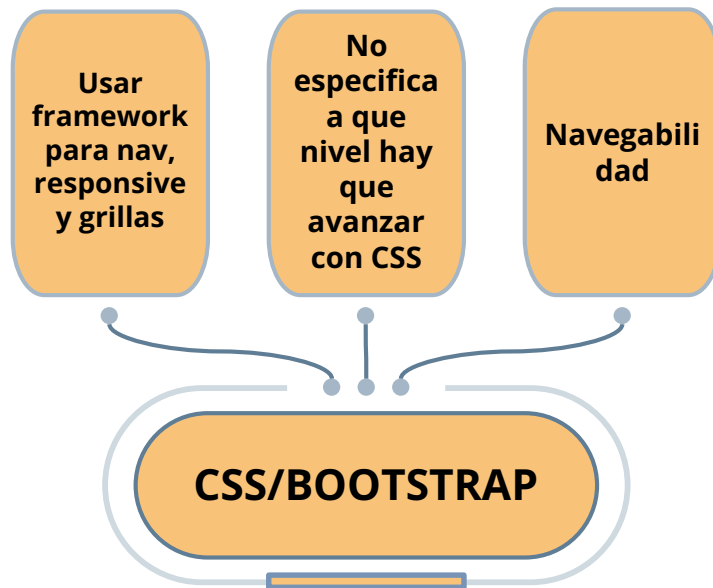 Usar
framework
para nav,
responsive
y grillas
No
especifica
a que
nivel hay
que
avanzar
con CSS
Navegabili
dad
CSS/BOOTSTRAP